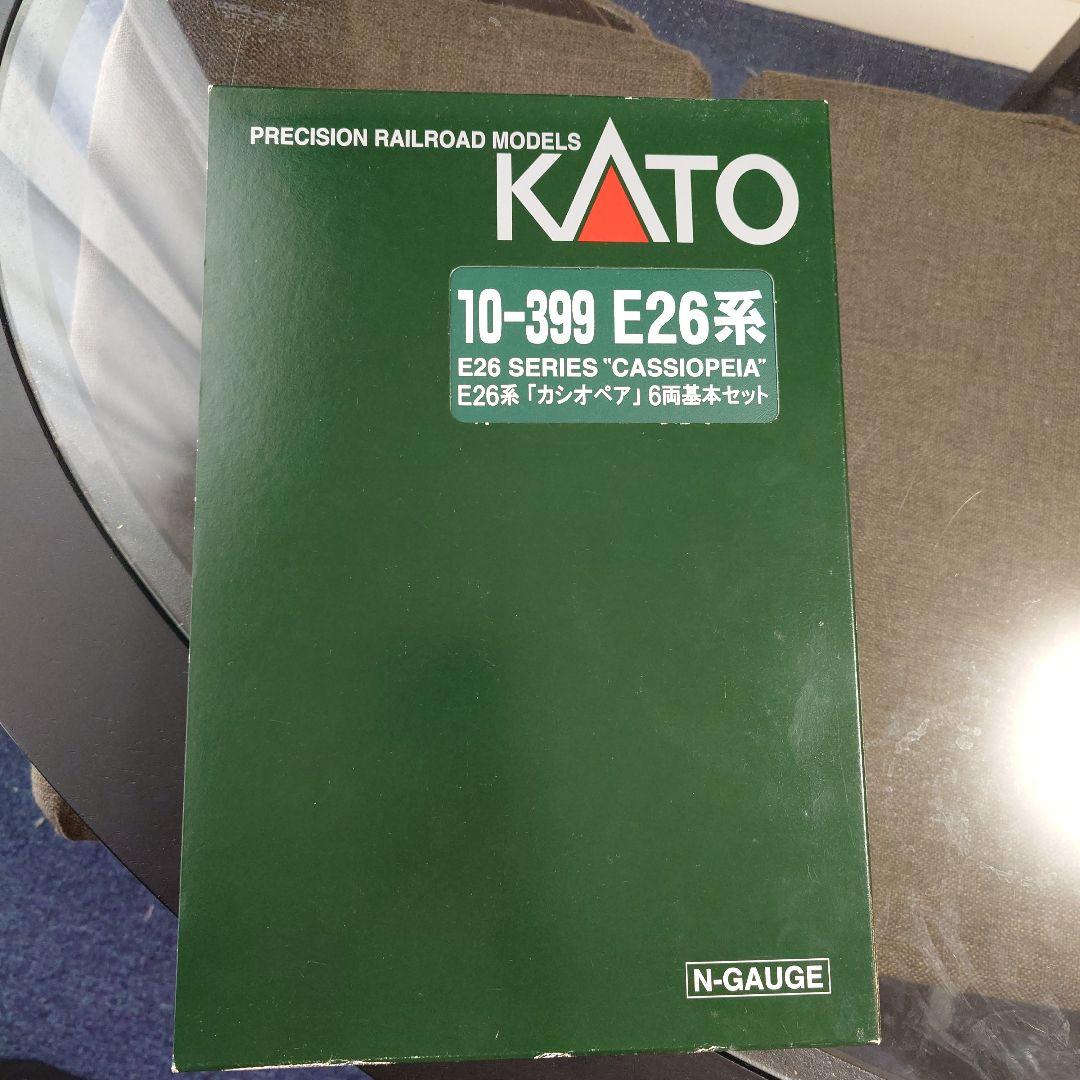 PRECISION RAILROAD MODELS
KATO
10-399 E26系
E26 SERIES "CASSIOPEIA"
E26系「カシオペア」6両基本セット
N-GAUGE